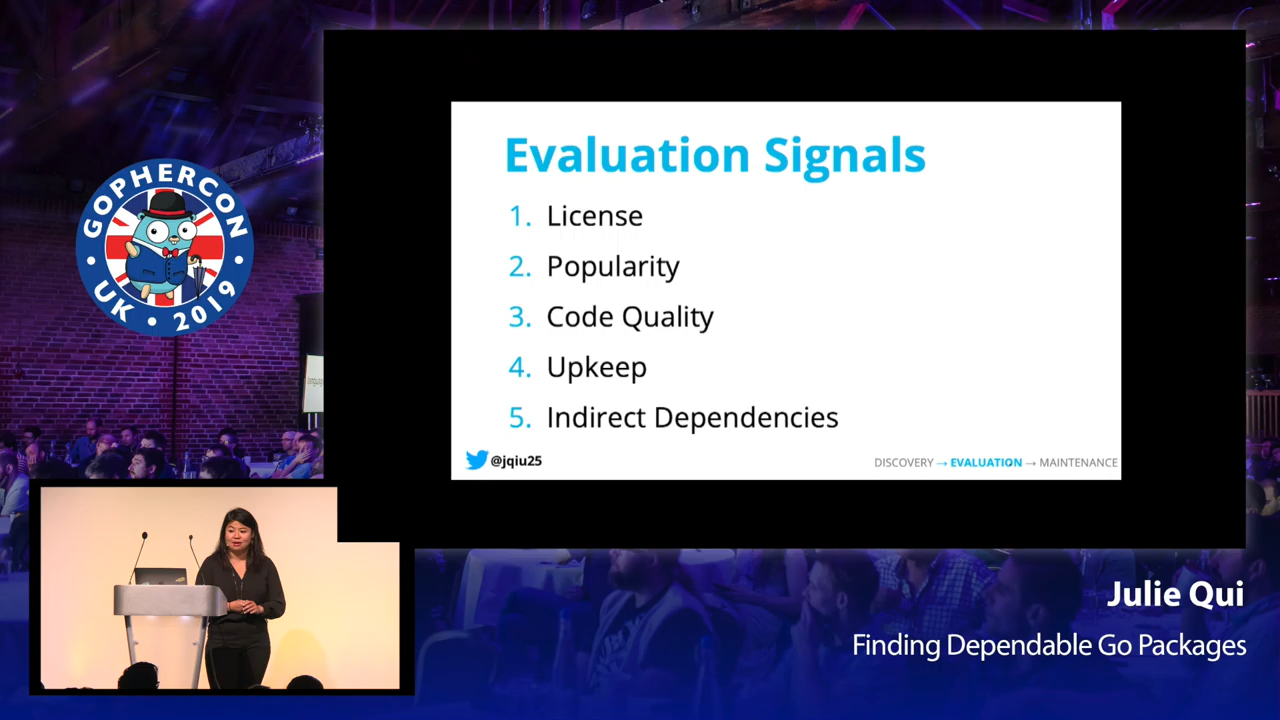 GOPHERCON
UK • 2019
Evaluation Signals
1. License
2. Popularity
3. Code Quality
4. Upkeep
5. Indirect Dependencies
@jqiu25
DISCOVERY → EVALUATION → MAINTENANCE
Julie Qui
Finding Dependable Go Packages